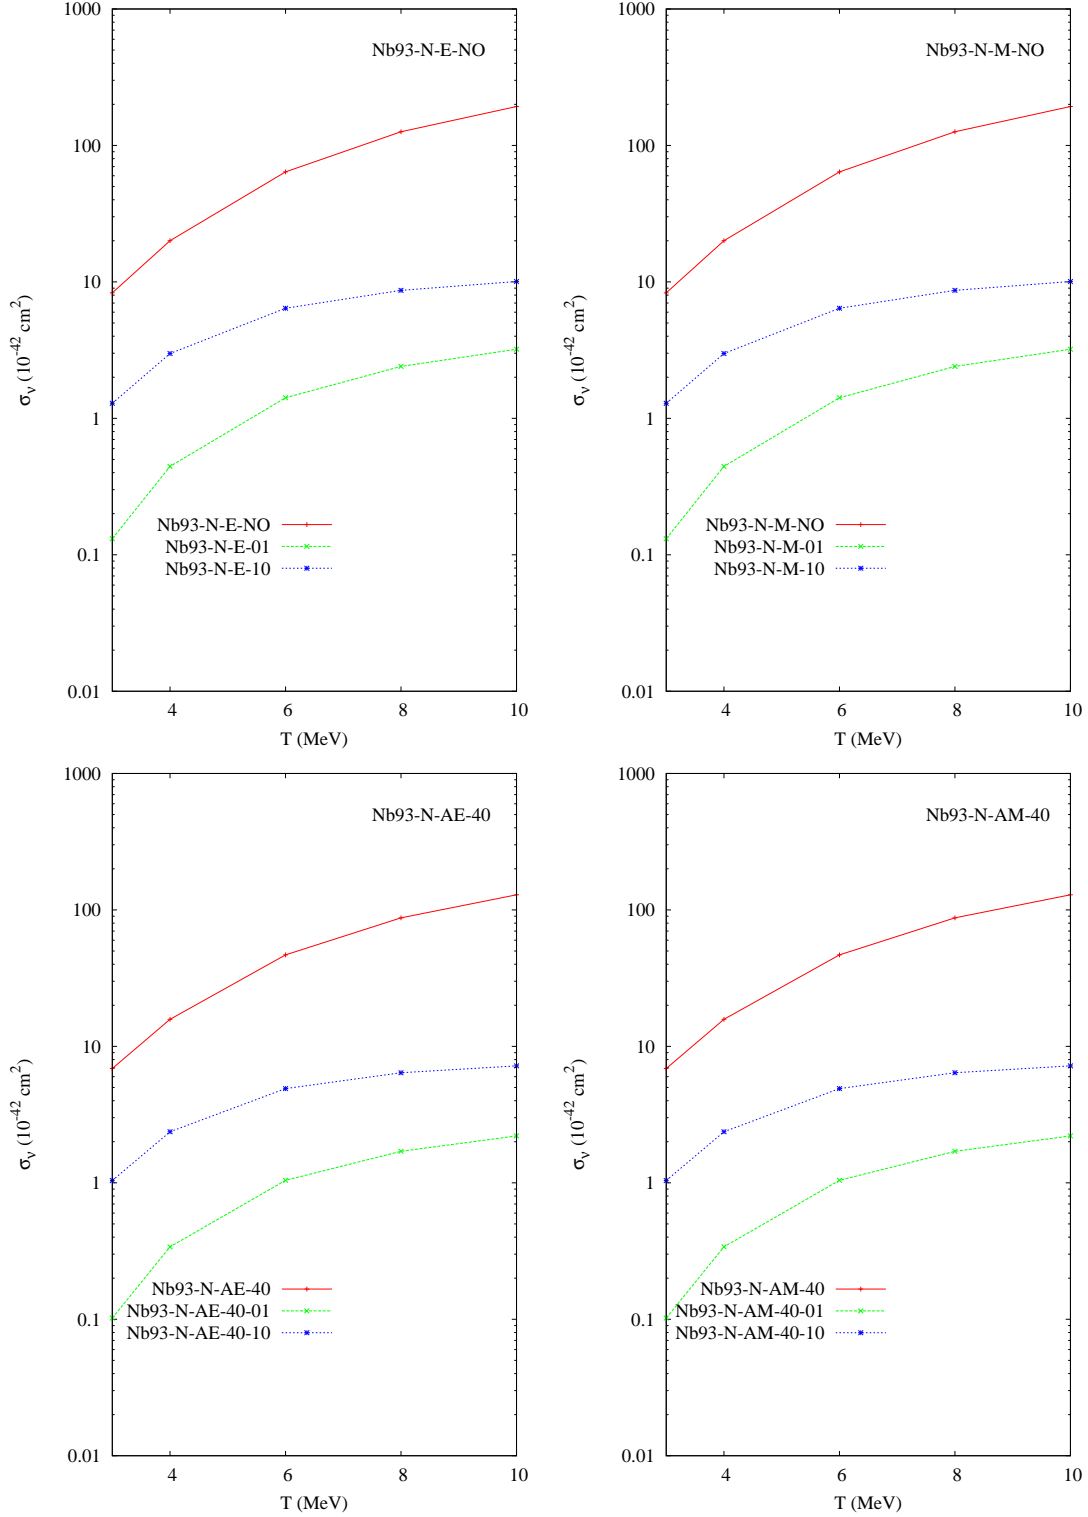 1000
100
10
1
0.1
0.01
σν (10-42 cm2)
Nb93-N-E-NO
Nb93-N-E-NO
Nb93-N-E-01
Nb93-N-E-10
4 6 8 10
T (MeV)
1000
100
10
1
0.1
0.01
σν (10-42 cm2)
Nb93-N-M-NO
Nb93-N-M-NO
Nb93-N-M-01
Nb93-N-M-10
4 6 8 10
T (MeV)
1000
100
10
1
0.1
0.01
σν (10-42 cm2)
Nb93-N-AE-40
Nb93-N-AE-40
Nb93-N-AE-40-01
Nb93-N-AE-40-10
4 6 8 10
T (MeV)
1000
100
10
1
0.1
0.01
σν (10-42 cm2)
Nb93-N-AM-40
Nb93-N-AM-40
Nb93-N-AM-40-01
Nb93-N-AM-40-10
4 6 8 10
T (MeV)